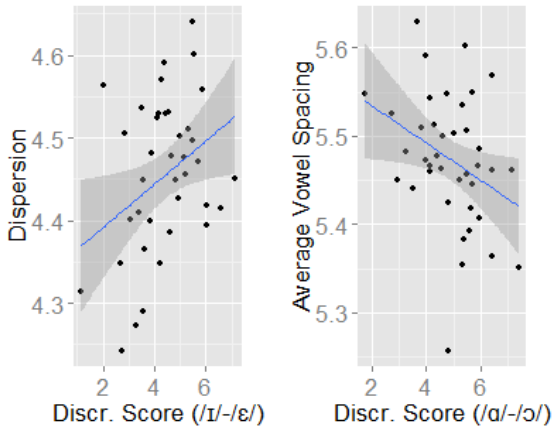 Dispersion
4.6
4.5
4.4
4.3
2 4 6
Discr. Score (/ɪ/-/ɛ/)
Average Vowel Spacing
5.6
5.5
5.4
5.3
2 4 6
Discr. Score (/ɑ/-/ɔ/)